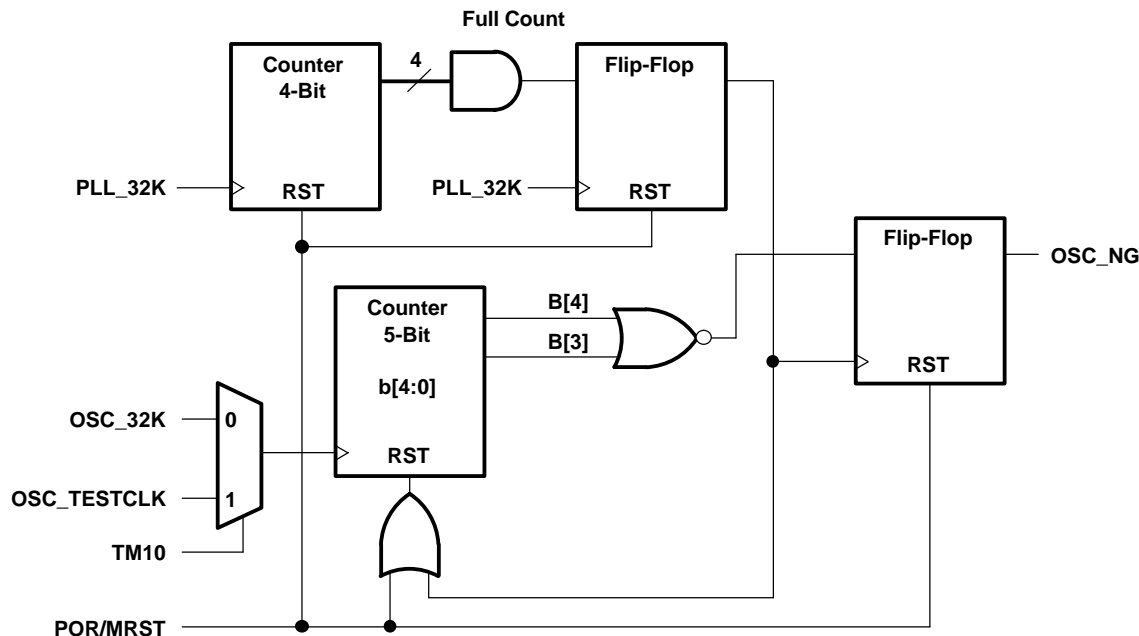 Full Count
Counter
4-Bit
4
Flip-Flop
PLL_32K
RST
PLL_32K
RST
Flip-Flop
OSC_NG
RST
Counter
5-Bit
b[4:0]
RST
B[4]
B[3]
OSC_32K
0
OSC_TESTCLK
1
TM10
POR/MRST